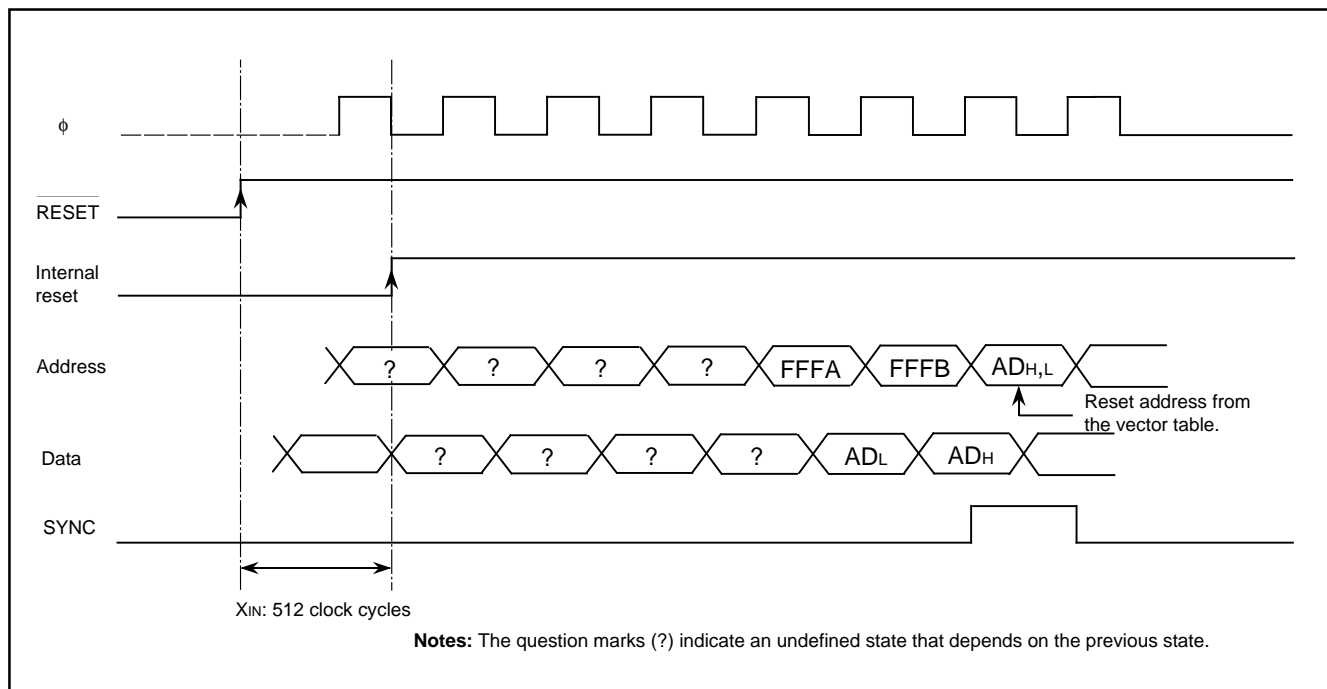 ϕ
RESET
Internal
reset
Address
? ? ? ? FFFA FFFB ADH,L
Reset address from
the vector table.
Data
? ? ? ? ADL ADH
SYNC
XIN: 512 clock cycles
Notes: The question marks (?) indicate an undefined state that depends on the previous state.